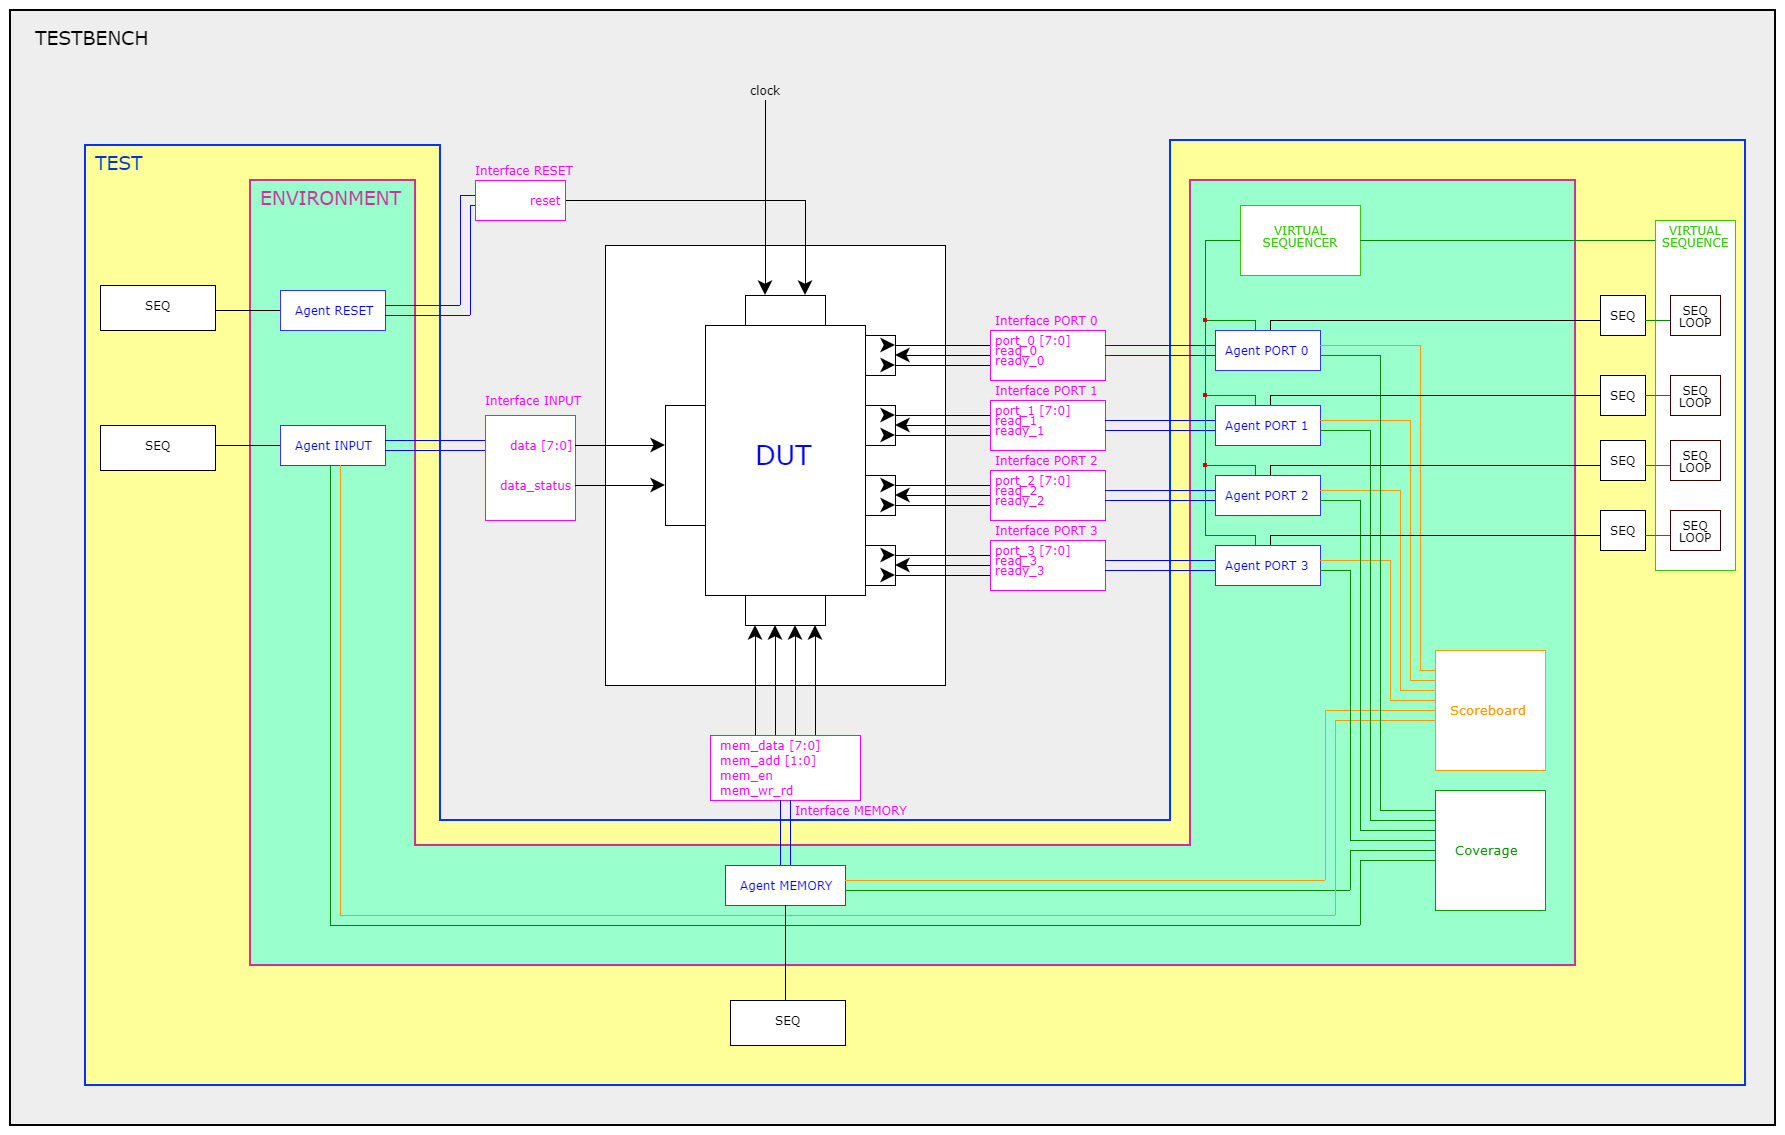 TESTBENCH
clock
TEST
ENVIRONMENT
Interface RESET
reset
SEQ
Agent RESET
Interface INPUT
data [7:0]
data_status
SEQ
Agent INPUT
DUT
Interface PORT 0
port_0 [7:0]
read_0
ready_0
Interface PORT 1
port_1 [7:0]
read_1
ready_1
Interface PORT 2
port_2 [7:0]
read_2
ready_2
Interface PORT 3
port_3 [7:0]
read_3
ready_3
VIRTUAL
SEQUENCER
VIRTUAL
SEQUENCE
Agent PORT 0
SEQ
SEQ
LOOP
Agent PORT 1
SEQ
SEQ
LOOP
Agent PORT 2
SEQ
SEQ
LOOP
Agent PORT 3
SEQ
SEQ
LOOP
Scoreboard
Coverage
mem_data [7:0]
mem_add [1:0]
mem_en
mem_wr_rd
Interface MEMORY
Agent MEMORY
SEQ